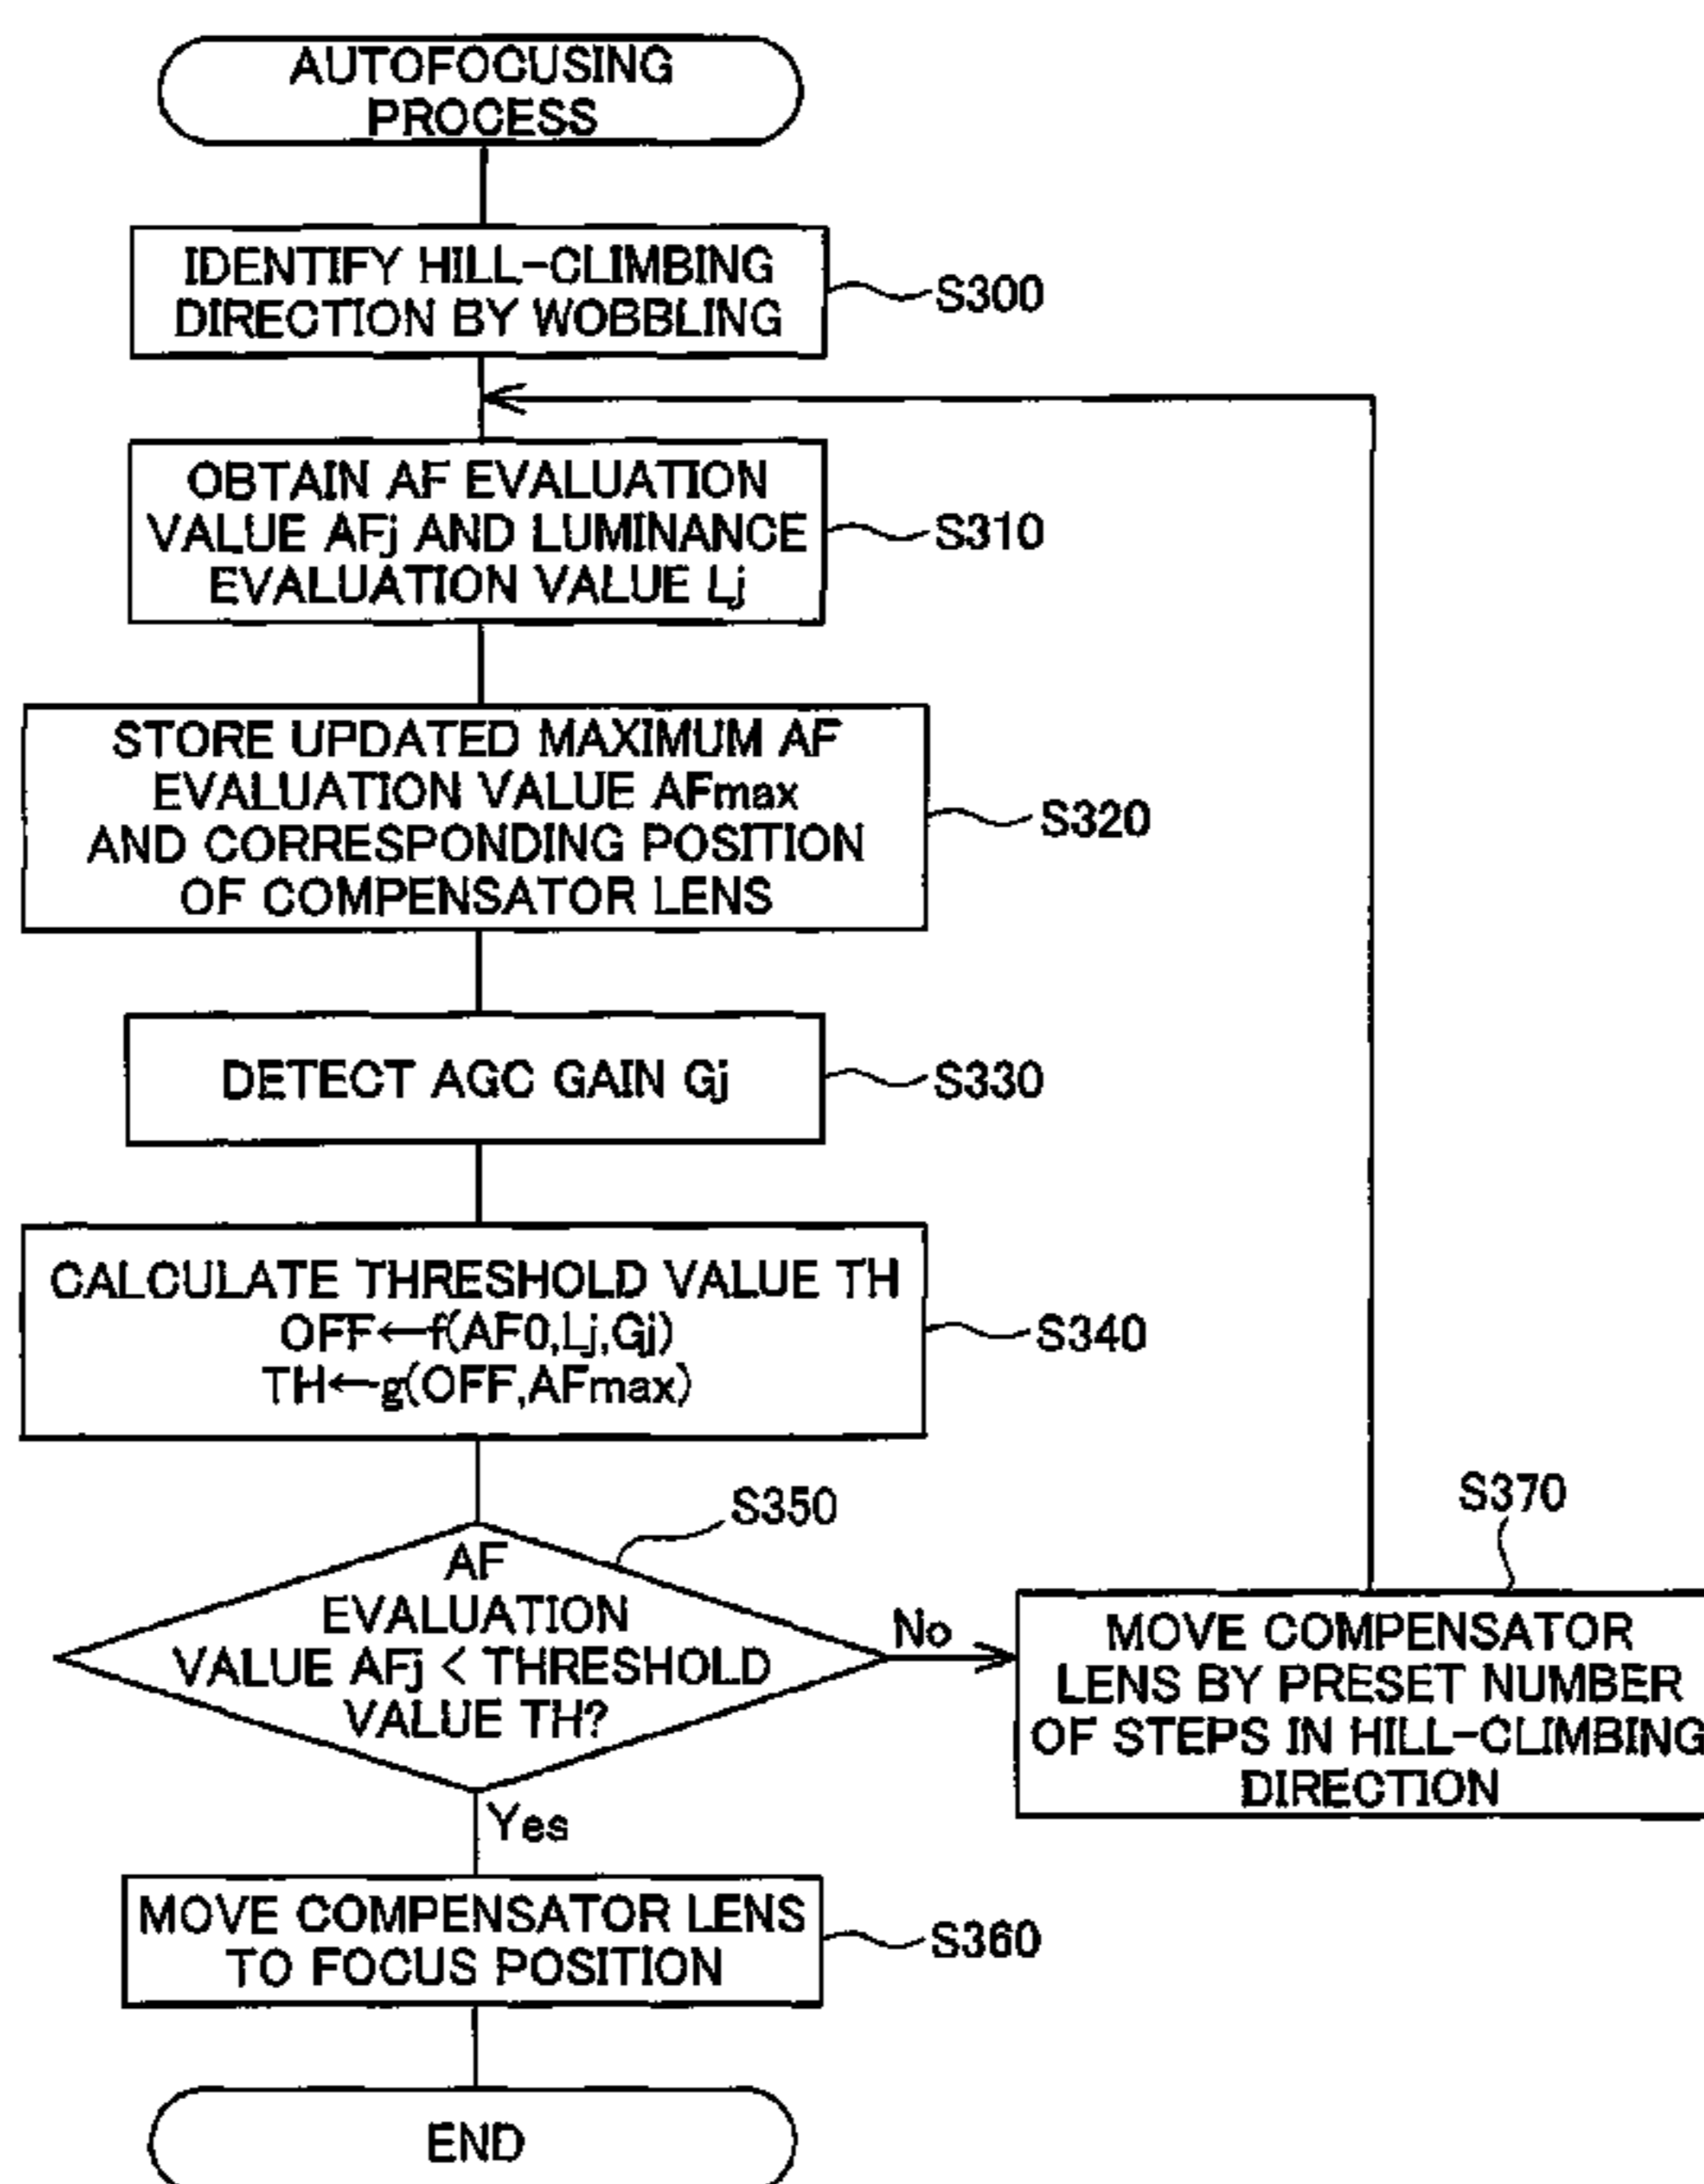 AUTOFOCUSING
PROCESS
IDENTIFY HILL-CLIMBING
DIRECTION BY WOBBLING
S300
OBTAIN AF EVALUATION
VALUE AFj AND LUMINANCE
EVALUATION VALUE Lj
S310
STORE UPDATED MAXIMUM AF
EVALUATION VALUE AFmax
AND CORRESPONDING POSITION
OF COMPENSATOR LENS
S320
DETECT AGC GAIN Gj
S330
CALCULATE THRESHOLD VALUE TH
OFF←f(AF0,Lj,Gj)
TH←g(OFF,AFmax)
S340
S350
AF
EVALUATION
VALUE AFj < THRESHOLD
VALUE TH?
No
S370
MOVE COMPENSATOR
LENS BY PRESET NUMBER
OF STEPS IN HILL-CLIMBING
DIRECTION
Yes
MOVE COMPENSATOR LENS
TO FOCUS POSITION
S360
END